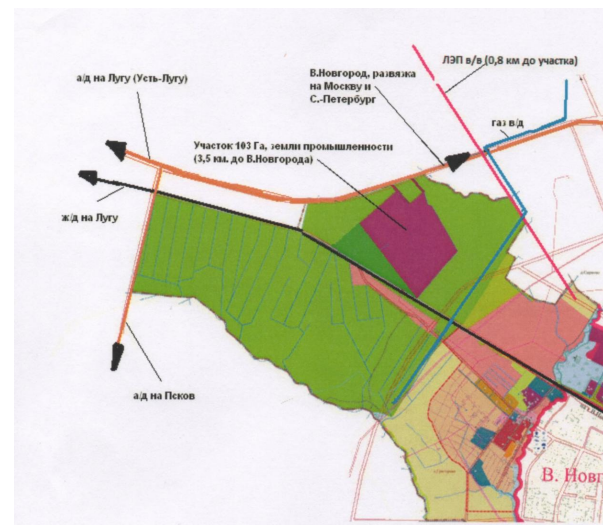 а/д на Лугу (Усть-Лугу)
В.Новгород, развяжа
на Москву и
С.-Петербург
ЛЭП в/в (0,8 км до участка)
газ в/д
Участок 103 Га, земли промышленности
(3,5 км. до В.Новгорода)
ж/д на Лугу
а/д на Псков
В. Новг